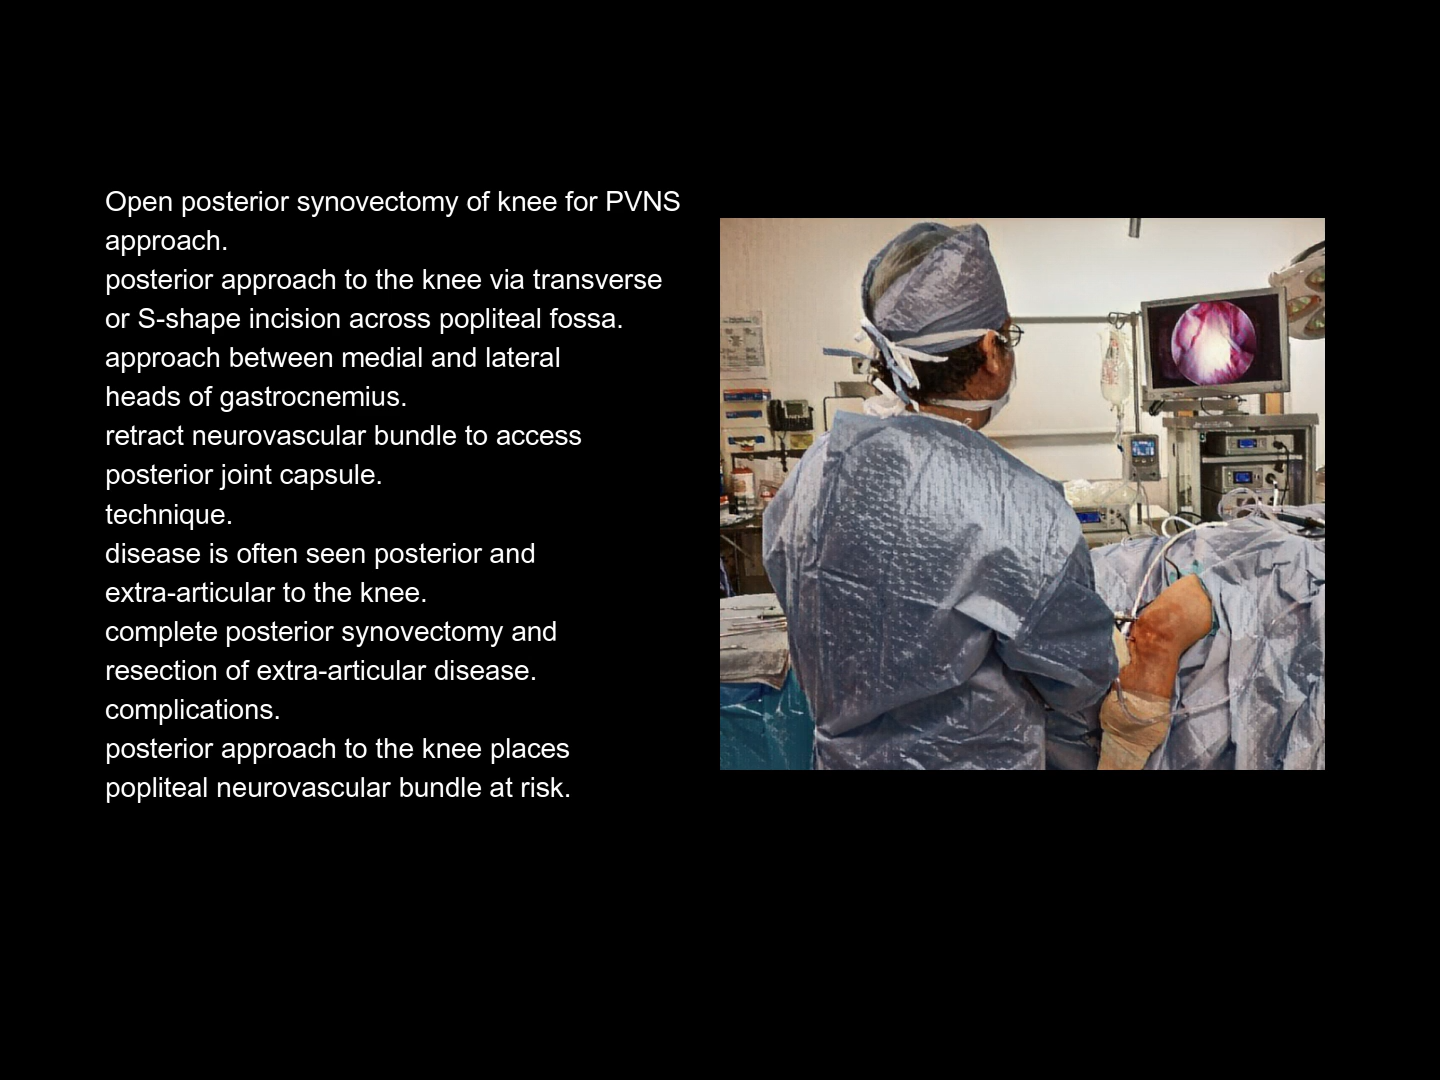 Open posterior synovectomy of knee for PVNS
approach.
posterior approach to the knee via transverse
or S-shape incision across popliteal fossa.
approach between medial and lateral
heads of gastrocnemius.
retract neurovascular bundle to access
posterior joint capsule.
technique.
disease is often seen posterior and
extra-articular to the knee.
complete posterior synovectomy and
resection of extra-articular disease.
complications.
posterior approach to the knee places
popliteal neurovascular bundle at risk.